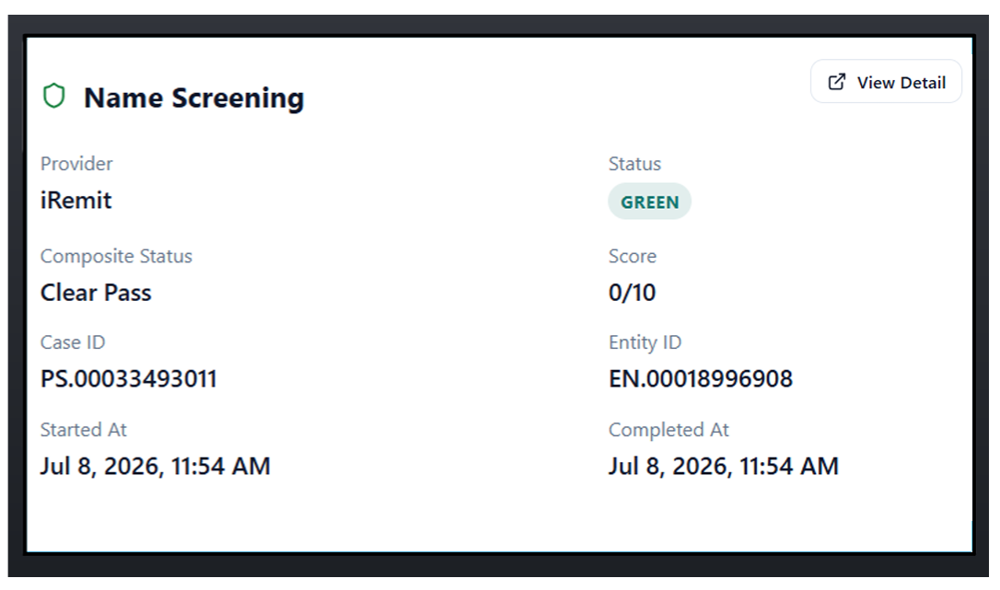 Name Screening
View Detail
Provider
Status
iRemit
GREEN
Composite Status
Score
Clear Pass
0/10
Case ID
Entity ID
PS.00033493011
EN.00018996908
Started At
Completed At
Jul 8, 2026, 11:54 AM
Jul 8, 2026, 11:54 AM